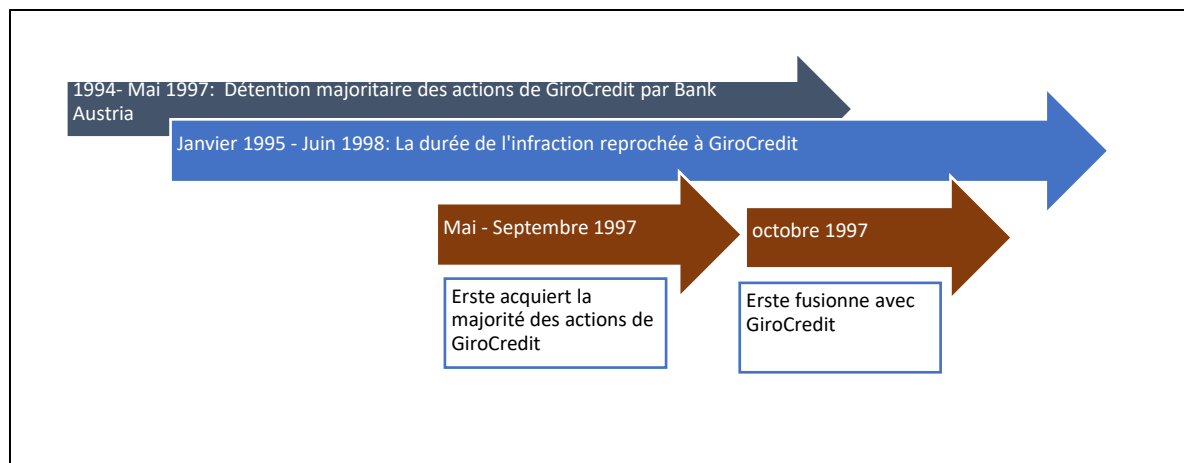 1994- Mai 1997:  Détention majoritaire des actions de GiroCredit par Bank
Austria
Janvier 1995 - Juin 1998: La durée de l'infraction reprochée à GiroCredit
Mai - Septembre 1997
octobre 1997
Erste acquiert la
majorité des actions de
GiroCredit
Erste fusionne avec
GiroCredit